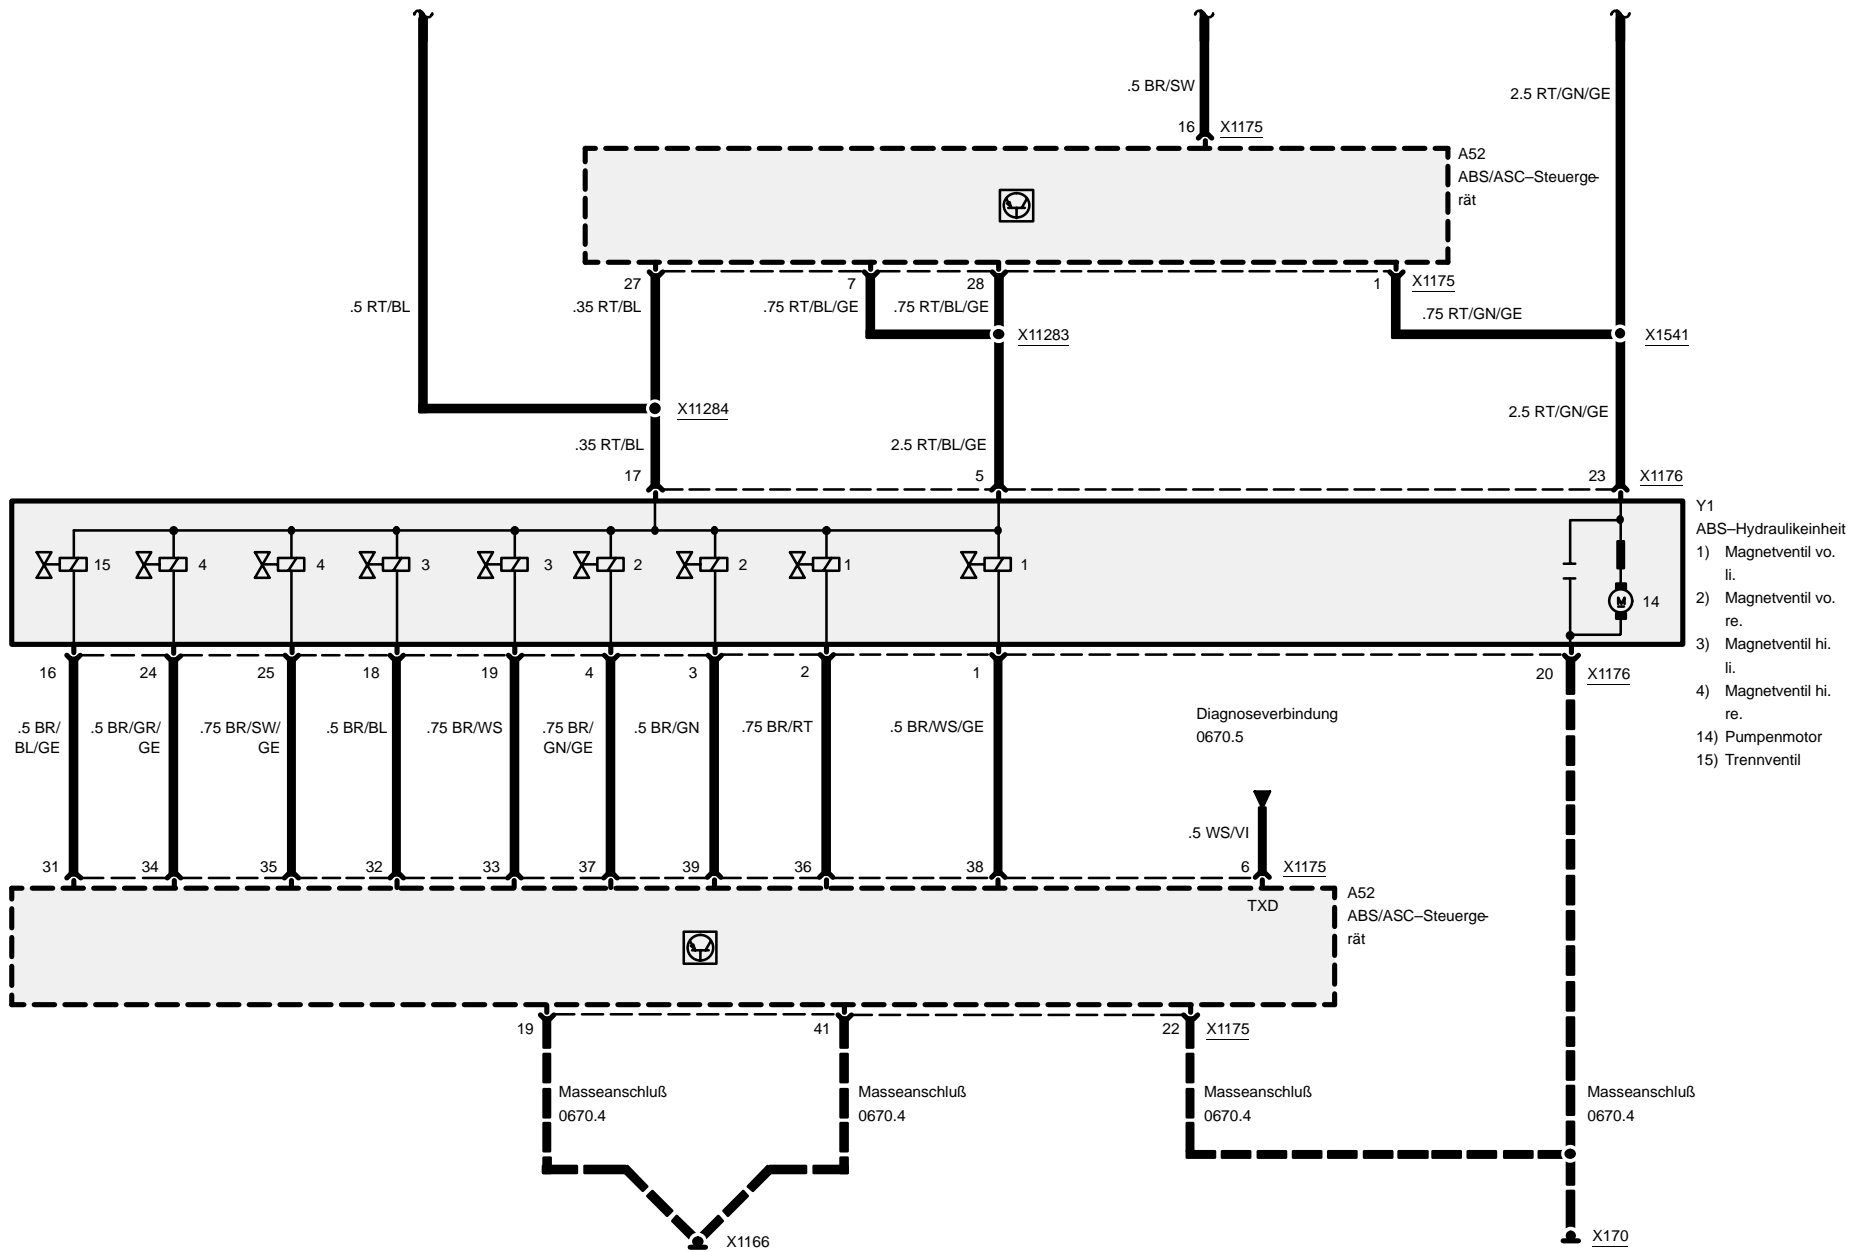 .5 BR/SW
2.5 RT/GN/GE
16 X1175
A52
ABS/ASC–Steuerge-
rät
27 7 28 1 X1175
.5 RT/BL .35 RT/BL .75 RT/BL/GE .75 RT/BL/GE .75 RT/GN/GE
X11283 X1541
X11284 2.5 RT/GN/GE
.35 RT/BL 2.5 RT/BL/GE
17 5 23 X1176
Y1
ABS–Hydraulikeinheit
1) Magnetventil vo.
li.
2) Magnetventil vo.
re.
3) Magnetventil hi.
li.
4) Magnetventil hi.
re.
14) Pumpenmotor
15) Trennventil
15 4 4 3 3 2 2 1 1
M 14
16 24 25 18 19 4 3 2 1 20 X1176
.5 BR/
BL/GE
.5 BR/GR/
GE
.75 BR/SW/
GE
.5 BR/BL
.75 BR/WS
.75 BR/
GN/GE
.5 BR/GN
.75 BR/RT
.5 BR/WS/GE
Diagnoseverbindung
0670.5
.5 WS/VI
31 34 35 32 33 37 39 36 38 6 X1175
TXD
A52
ABS/ASC–Steuerge-
rät
19 41 22 X1175
Masseanschluß
0670.4
Masseanschluß
0670.4
Masseanschluß
0670.4
Masseanschluß
0670.4
X1166 X170